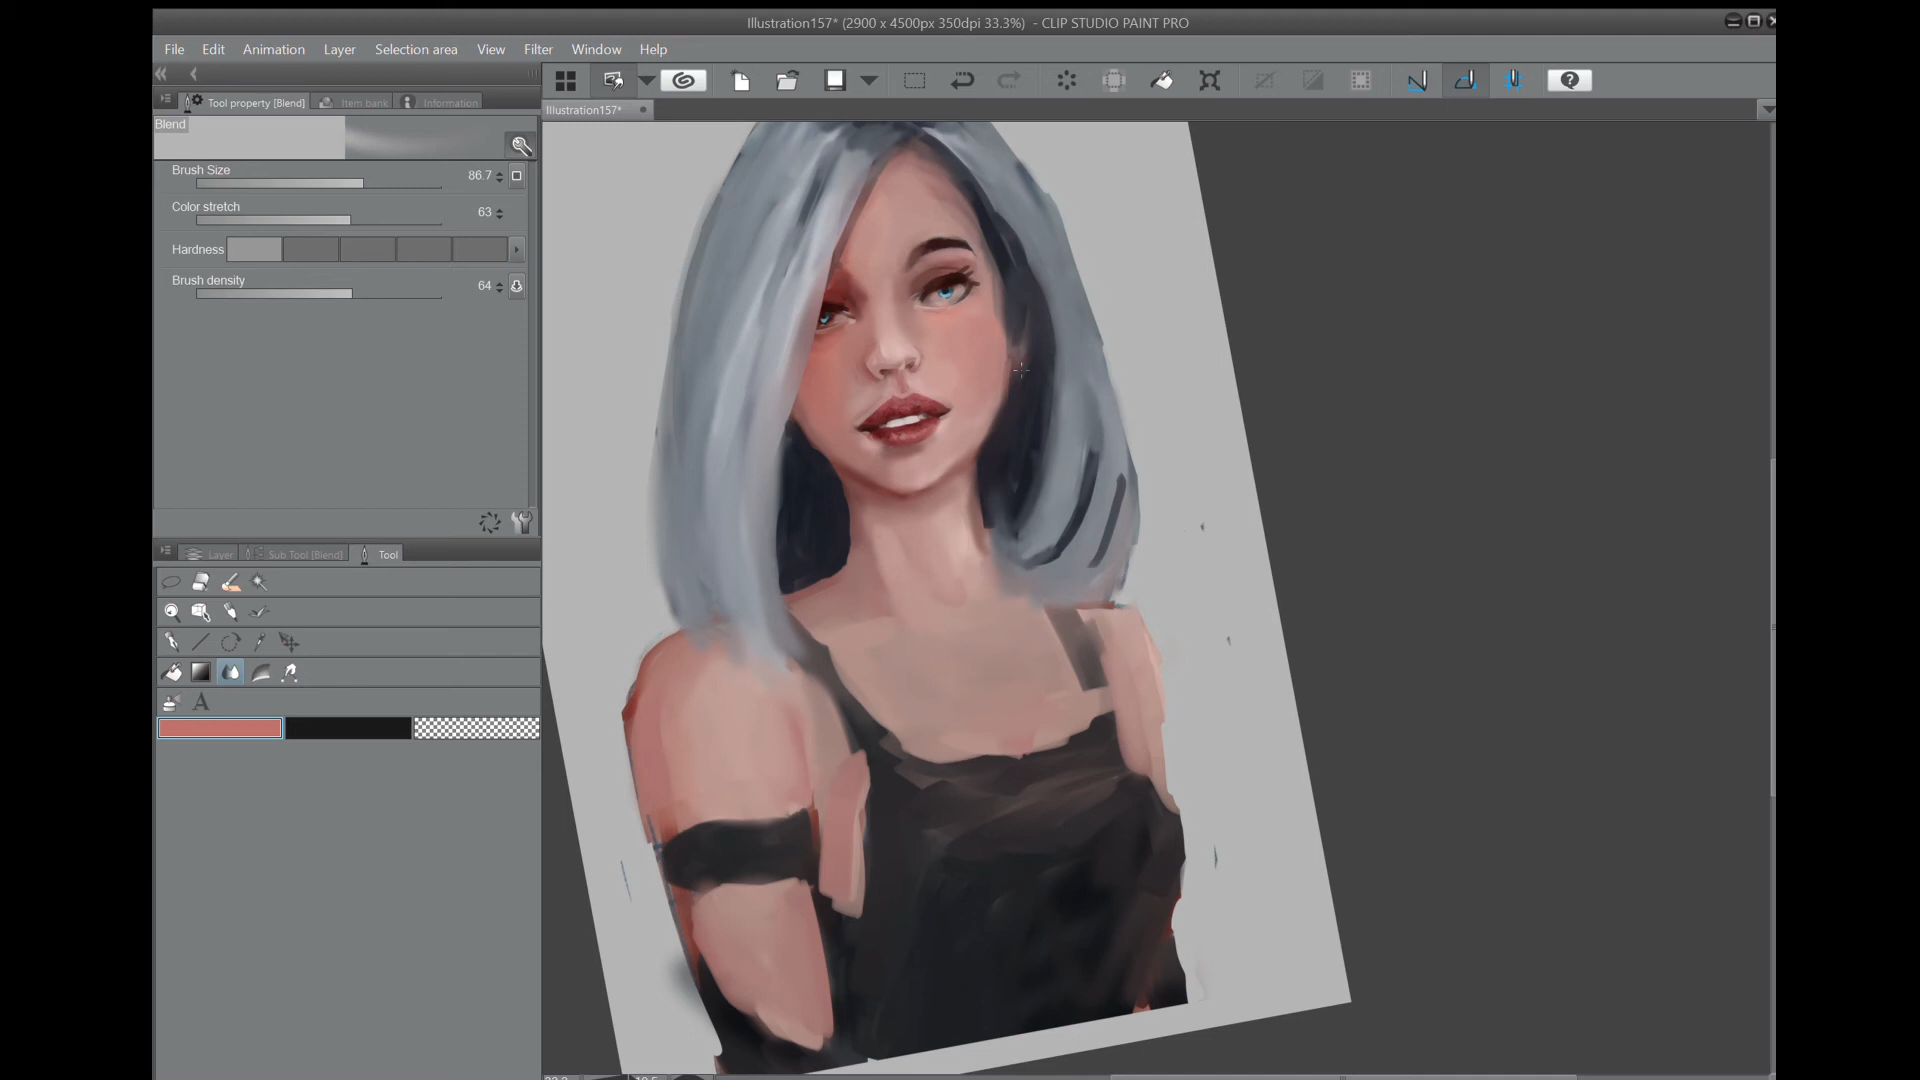 Illustration157* (2900 x 4500px 350dpi 33.3%) - CLIP STUDIO PAINT PRO
File Edit Animation Layer Selection area View Filter Window Help
Tool property [Blend] Item bank Information
Illustration157*
Blend
Brush Size 86.7
Color stretch 63
Hardness
Brush density 64
Layer Sub Tool [Blend] Tool
A